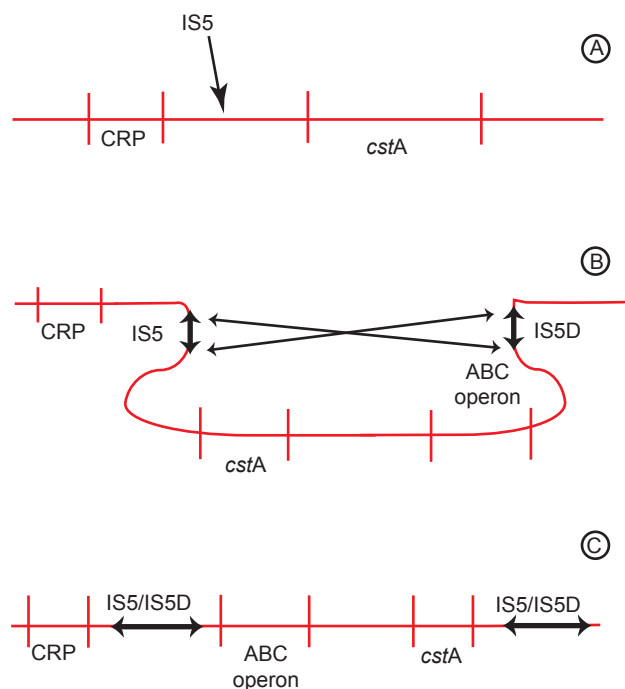 IS5
A
CRP
cstA
B
CRP
IS5
IS5D
ABC
operon
cstA
C
IS5/IS5D
IS5/IS5D
CRP
ABC
operon
cstA